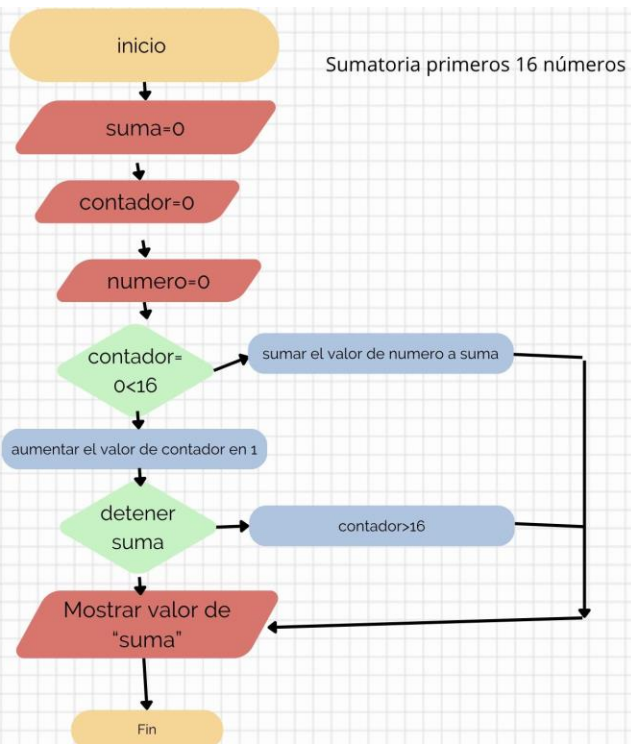 inicio
Sumatoria primeros 16 números
suma=0
contador=0
numero=0
contador=
0<16
sumar el valor de numero a suma
aumentar el valor de contador en 1
detener
suma
contador>16
Mostrar valor de
“suma”
Fin